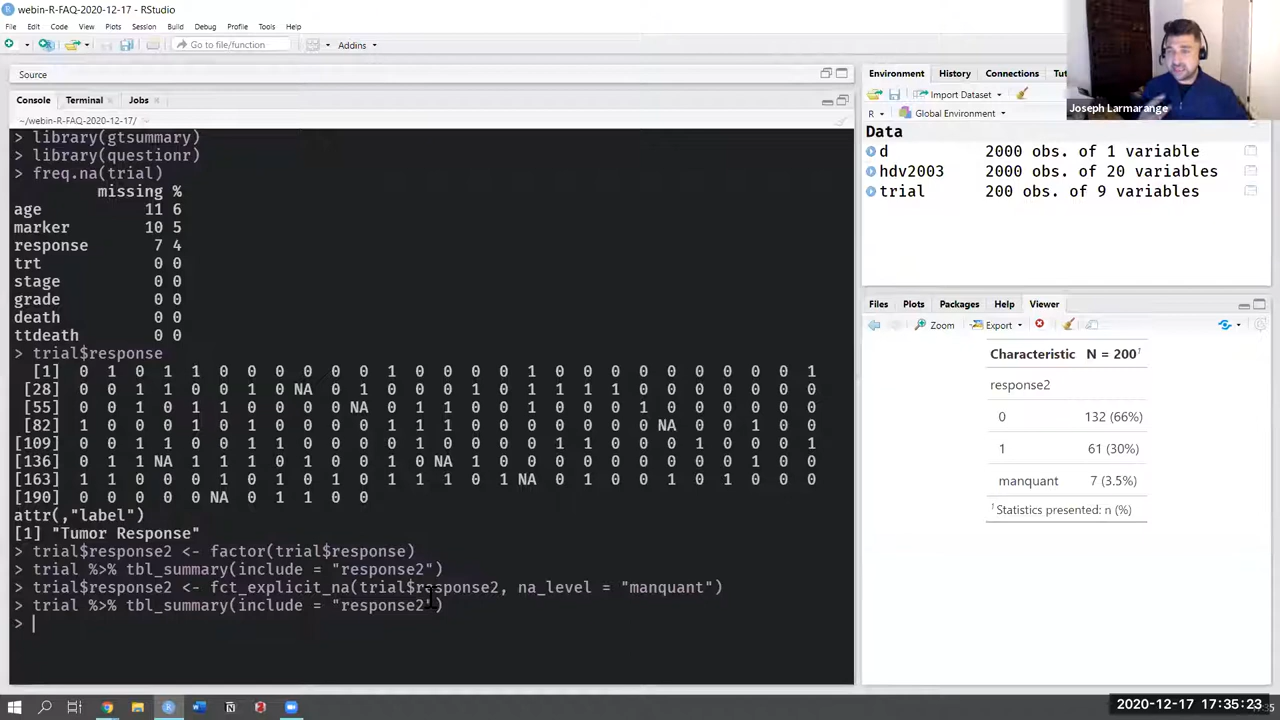 webin-R-FAQ-2020-12-17 - RStudio
File Edit Code View Plots Session Build Debug Profile Tools Help
Go to file/function Addins
Source
Console Terminal Jobs
~/webin-R-FAQ-2020-12-17/
> library(gtsummary)
> library(questionr)
> freq.na(trial)
missing %
age 11 6
marker 10 5
response 7 4
trt 0 0
stage 0 0
grade 0 0
death 0 0
ttdeath 0 0
> trial$response
[1] 0 1 0 1 1 0 0 0 0 0 0 1 0 0 0 0 1 0 0 0 0 0 0 0 0 0 1
[28] 0 1 1 1 0 0 1 0 NA 0 1 0 0 0 1 0 0 1 0 1 1 1 1 0 0 0 0 0
[55] 0 0 1 0 1 1 0 0 0 0 NA 0 1 1 0 0 0 0 0 0 1 0 0 0 0 0 0
[82] 1 0 0 0 1 0 0 0 0 0 0 0 1 1 1 0 0 0 0 0 0 NA 0 0 1 0 0
[109] 0 0 1 1 0 0 0 1 1 0 0 1 0 0 0 0 0 0 0 1 1 0 0 1 0 0 1
[136] 0 1 1 NA 1 1 1 0 1 0 0 1 0 NA 1 0 0 0 0 1 1 0 0 0 1 0 0
[163] 1 1 0 0 1 0 1 0 1 0 1 1 1 0 1 NA 0 1 0 0 1 0 1 0 0 0
[190] 0 0 0 0 0 NA 0 1 1 0 0
attr(,"label")
[1] "Tumor Response"
> trial$response2 <- factor(trial$response)
> trial %>% tbl_summary(include = "response2")
> trial$response2 <- fct_explicit_na(trial$response2, na_level = "manquant")
> trial %>% tbl_summary(include = "response2")
>
Environment History Connections Tut
Import Dataset
R Global Environment
Data
d 2000 obs. of 1 variable
hdv2003 2000 obs. of 20 variables
trial 200 obs. of 9 variables
Joseph Larmarange
Files Plots Packages Help Viewer
Zoom Export
Characteristic N = 200¹
response2
0 132 (66%)
1 61 (30%)
manquant 7 (3.5%)
¹ Statistics presented: n (%)
2020-12-17 17:35:23